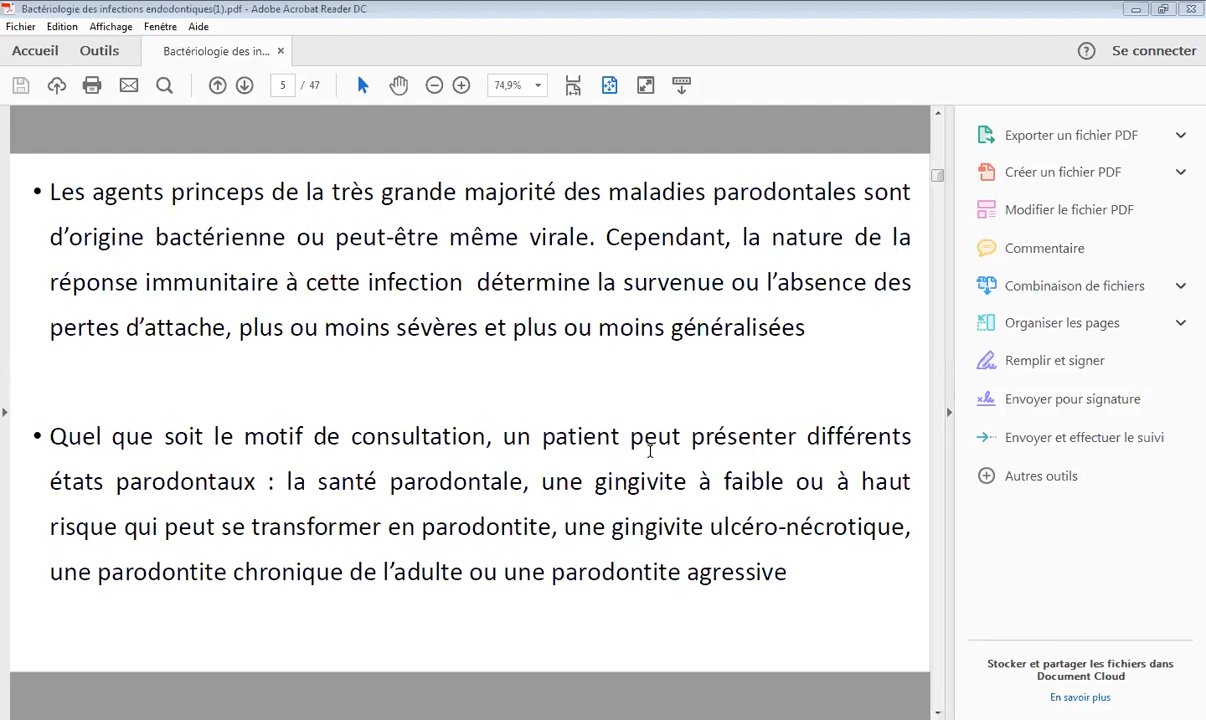 Bactériologie des infections endodontiques(1).pdf - Adobe Acrobat Reader DC
Fichier Edition Affichage Fenêtre Aide
Accueil Outils Bactériologie des in... × ? Se connecter
5 / 47 74,9%
• Les agents princeps de la très grande majorité des maladies parodontales sont
d’origine bactérienne ou peut-être même virale. Cependant, la nature de la
réponse immunitaire à cette infection détermine la survenue ou l’absence des
pertes d’attache, plus ou moins sévères et plus ou moins généralisées
• Quel que soit le motif de consultation, un patient peut présenter différents
états parodontaux : la santé parodontale, une gingivite à faible ou à haut
risque qui peut se transformer en parodontite, une gingivite ulcéro-nécrotique,
une parodontite chronique de l’adulte ou une parodontite agressive
Exporter un fichier PDF
Créer un fichier PDF
Modifier le fichier PDF
Commentaire
Combinaison de fichiers
Organiser les pages
Remplir et signer
Envoyer pour signature
Envoyer et effectuer le suivi
Autres outils
Stocker et partager les fichiers dans
Document Cloud
En savoir plus